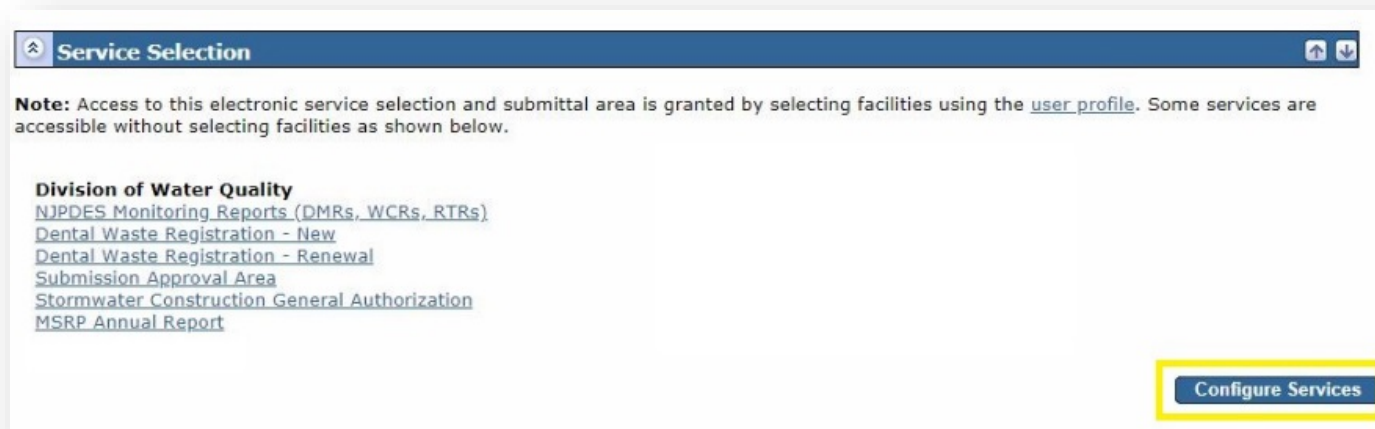 Service Selection
Note: Access to this electronic service selection and submittal area is granted by selecting facilities using the user profile. Some services are
accessible without selecting facilities as shown below.
Division of Water Quality
NJPDES Monitoring Reports (DMRs, WCRs, RTRs)
Dental Waste Registration - New
Dental Waste Registration - Renewal
Submission Approval Area
Stormwater Construction General Authorization
MSRP Annual Report
Configure Services